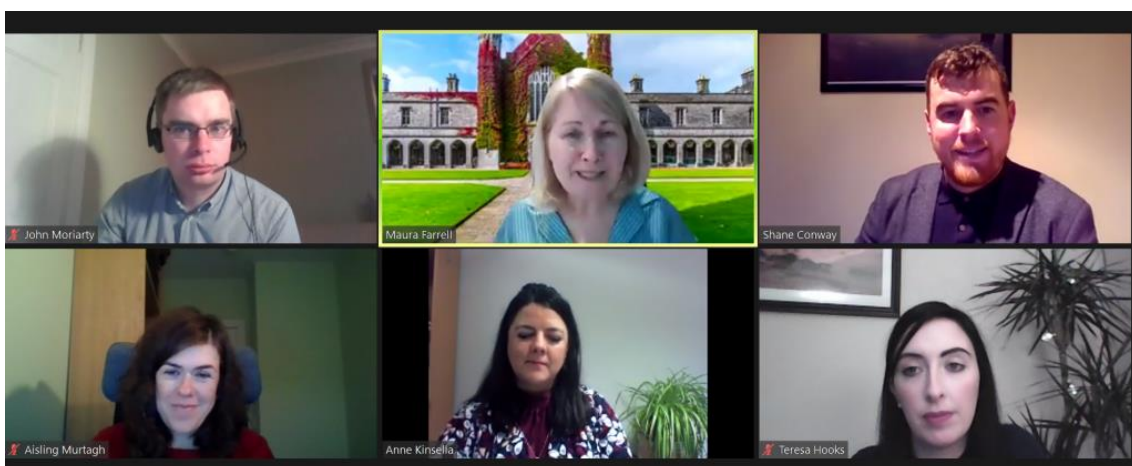 John Moriarty
Maura Farrell
Shane Conway
Aisling Murtagh
Anne Kinsella
Teresa Hooks